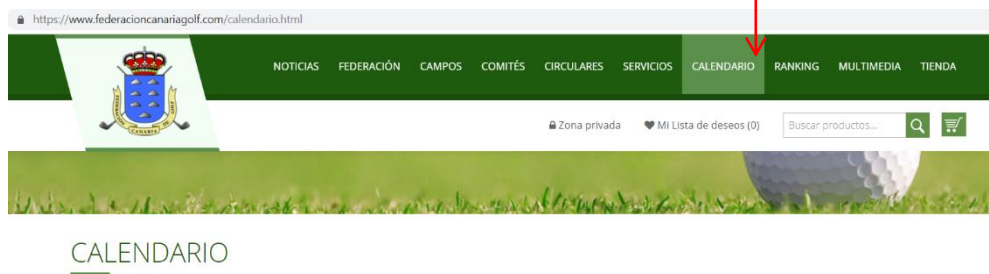 https://www.federacioncanariagolf.com/calendario.html
NOTICIAS FEDERACIÓN CAMPOS COMITÉS CIRCULARES SERVICIOS CALENDARIO RANKING MULTIMEDIA TIENDA
CANARIA
Zona privada Mi Lista de deseos (0) Buscar productos...
CALENDARIO